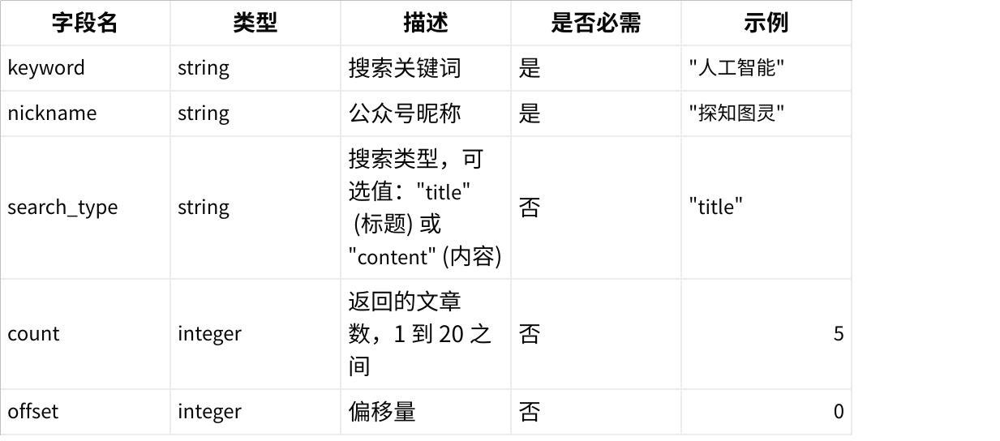 字段名 类型 描述 是否必需 示例
keyword string 搜索关键词 是 "人工智能"
nickname string 公众号昵称 是 "探知图灵"
search_type string 搜索类型，可 否 "title"
选值："title"
(标题) 或
"content" (内容)
count integer 返回的文章 否 5
数，1 到 20 之
间
offset integer 偏移量 否 0